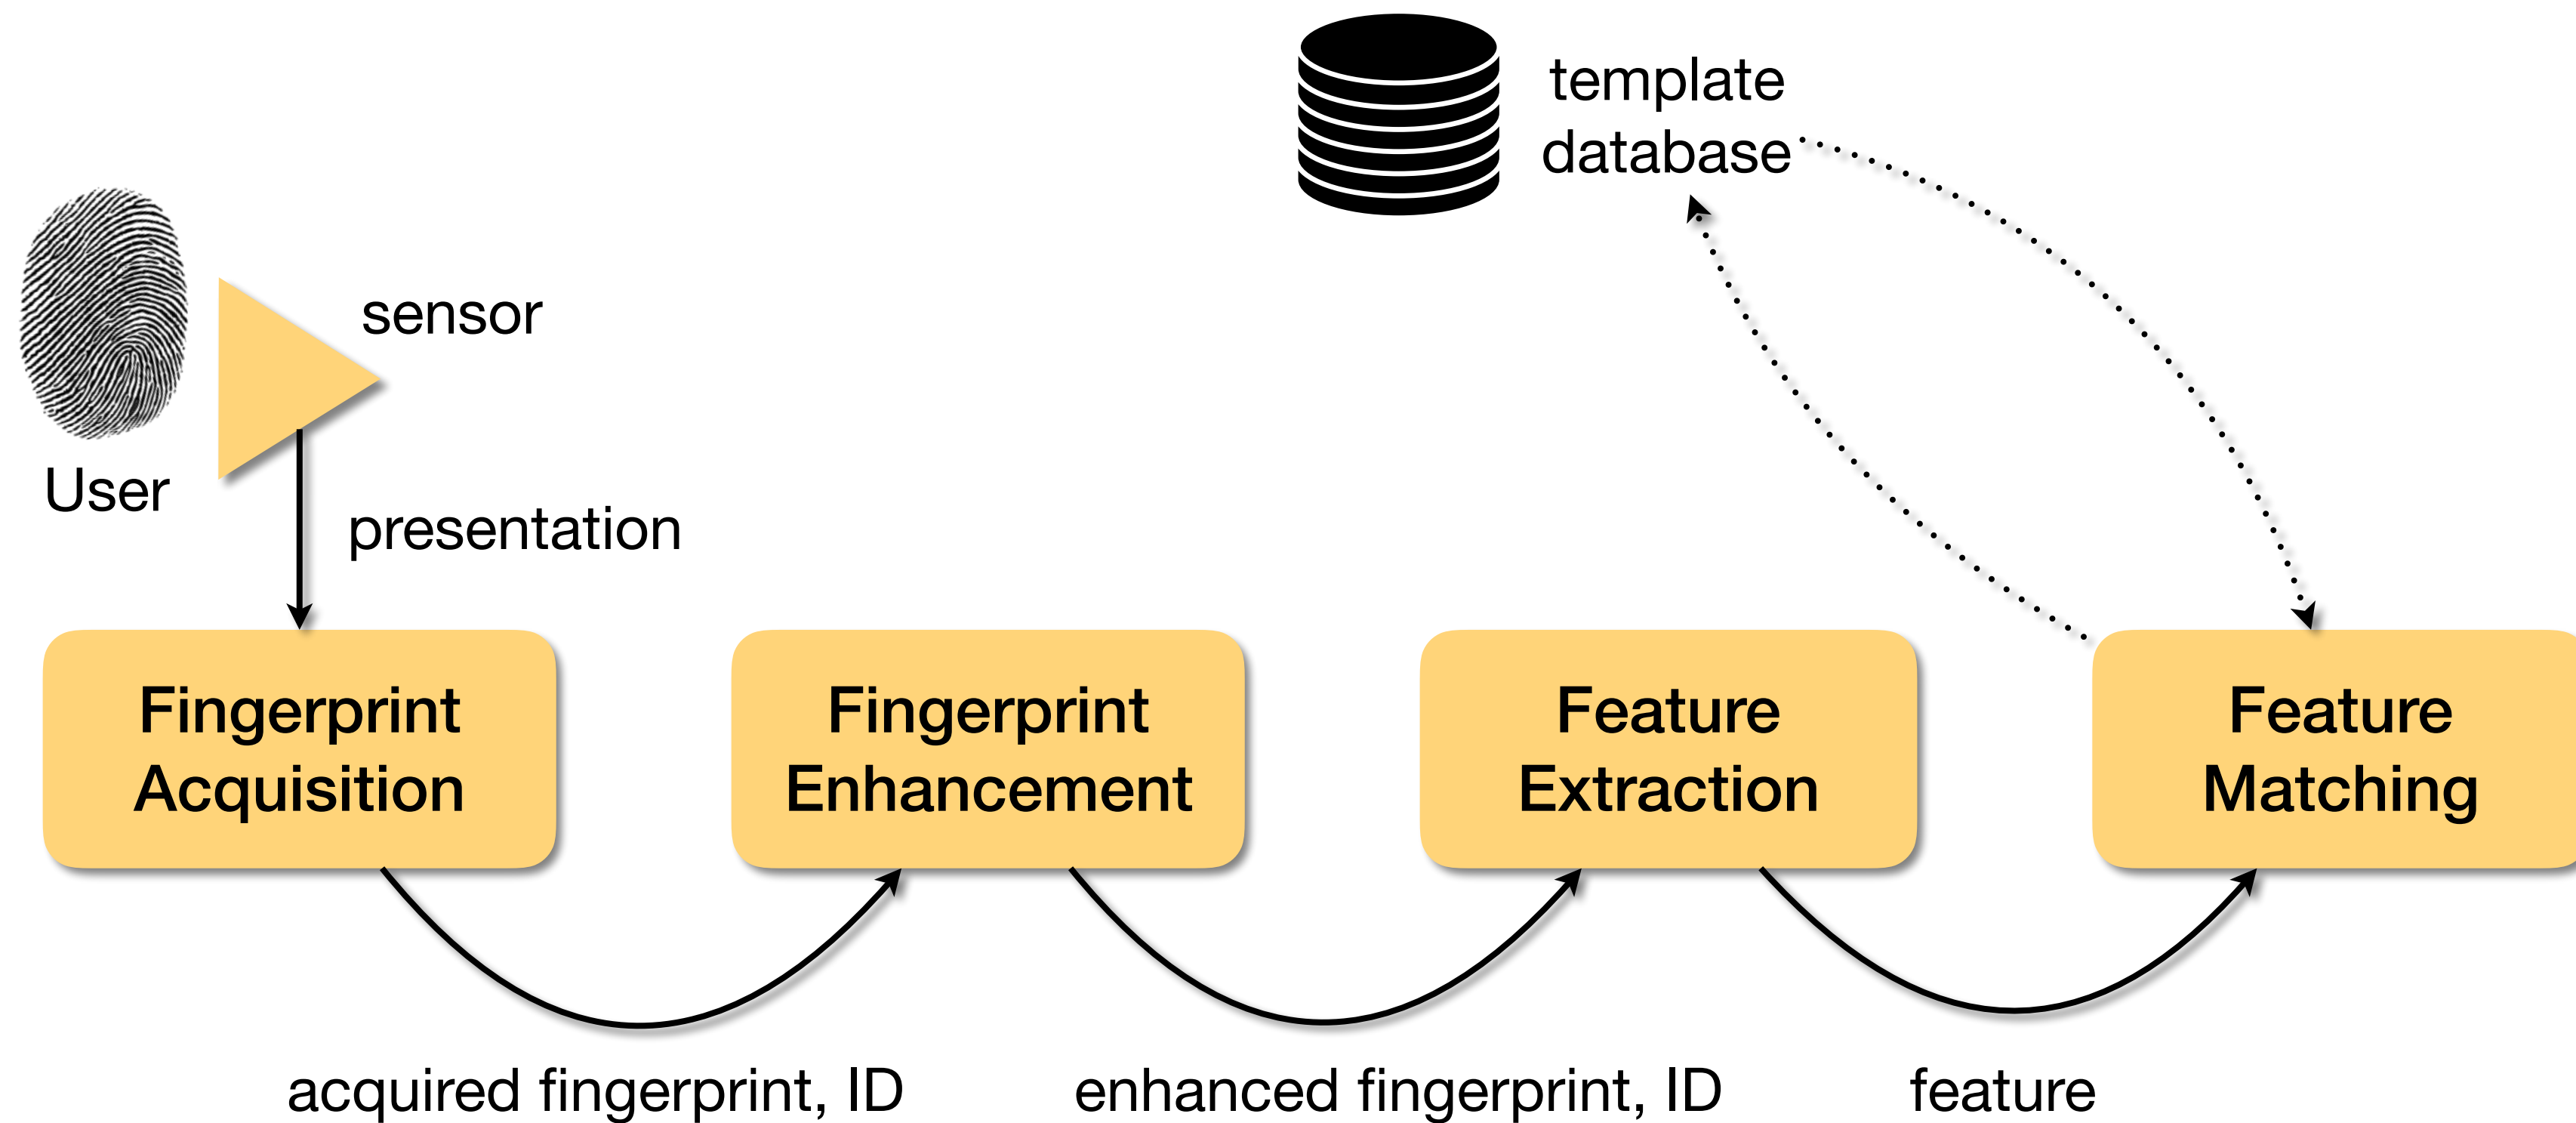 template
database
sensor
User
presentation
Fingerprint
Acquisition
Fingerprint
Enhancement
Feature
Extraction
Feature
Matching
acquired fingerprint, ID
enhanced fingerprint, ID
feature